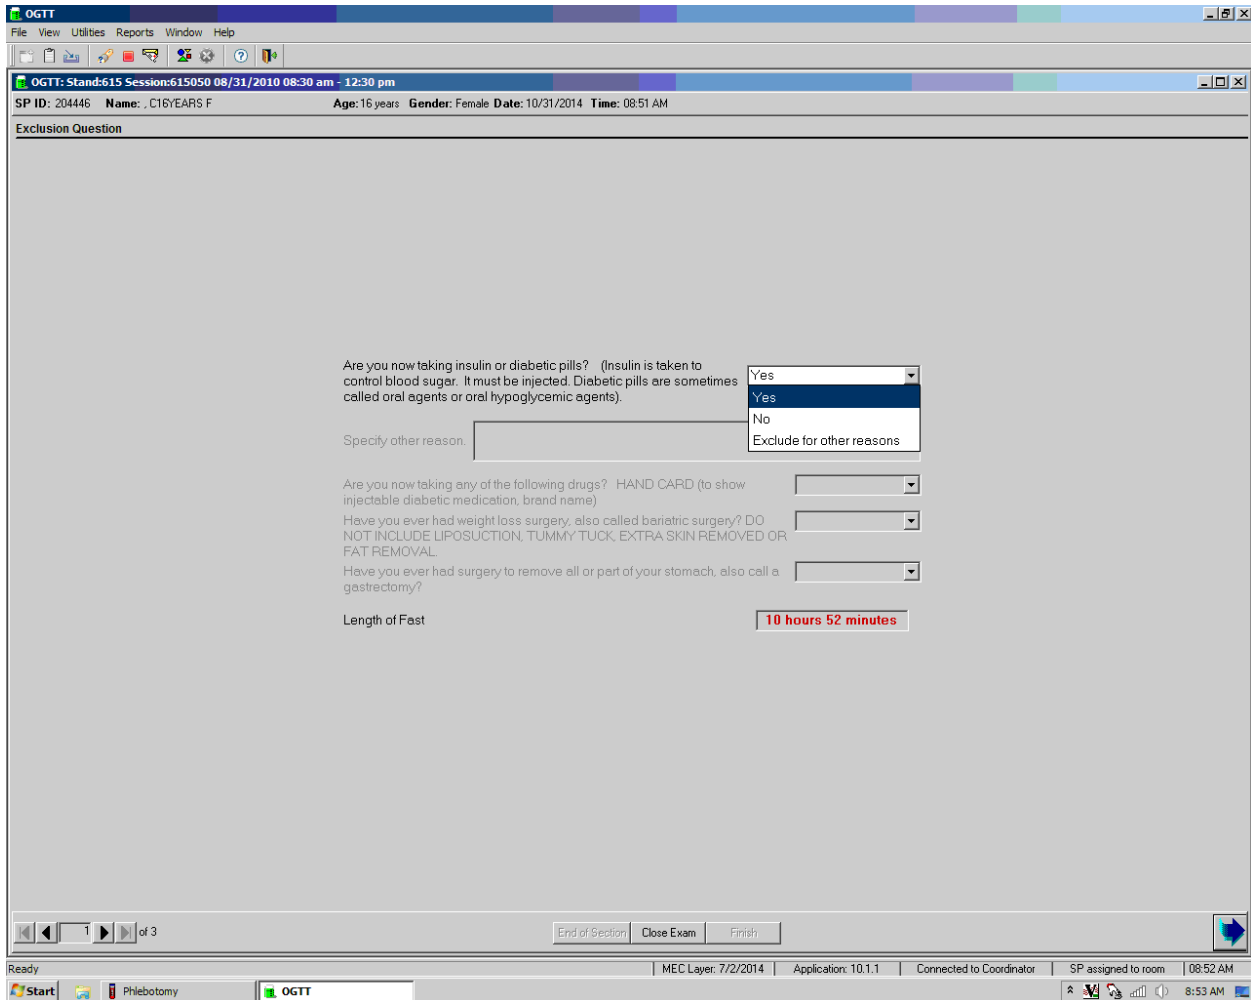 OGTT
File View Utilities Reports Window Help
OGTT: Stand:615 Session:615050 08/31/2010 08:30 am - 12:30 pm
SP ID: 204446 Name: , C16YEARS F Age: 16 years Gender: Female Date: 10/31/2014 Time: 08:51 AM
Exclusion Question
Are you now taking insulin or diabetic pills? (Insulin is taken to
control blood sugar. It must be injected. Diabetic pills are sometimes
called oral agents or oral hypoglycemic agents).
Yes
Yes
No
Exclude for other reasons
Specify other reason.
Are you now taking any of the following drugs? HAND CARD (to show
injectable diabetic medication, brand name)
Have you ever had weight loss surgery, also called bariatric surgery? DO
NOT INCLUDE LIPOSUCTION, TUMMY TUCK, EXTRA SKIN REMOVED OR
FAT REMOVAL.
Have you ever had surgery to remove all or part of your stomach, also call a
gastrectomy?
Length of Fast 10 hours 52 minutes
1 of 3 End of Section Close Exam Finish
Ready MEC Layer: 7/2/2014 Application: 10.1.1 Connected to Coordinator SP assigned to room 08:52 AM
Start Phlebotomy OGTT 8:53 AM